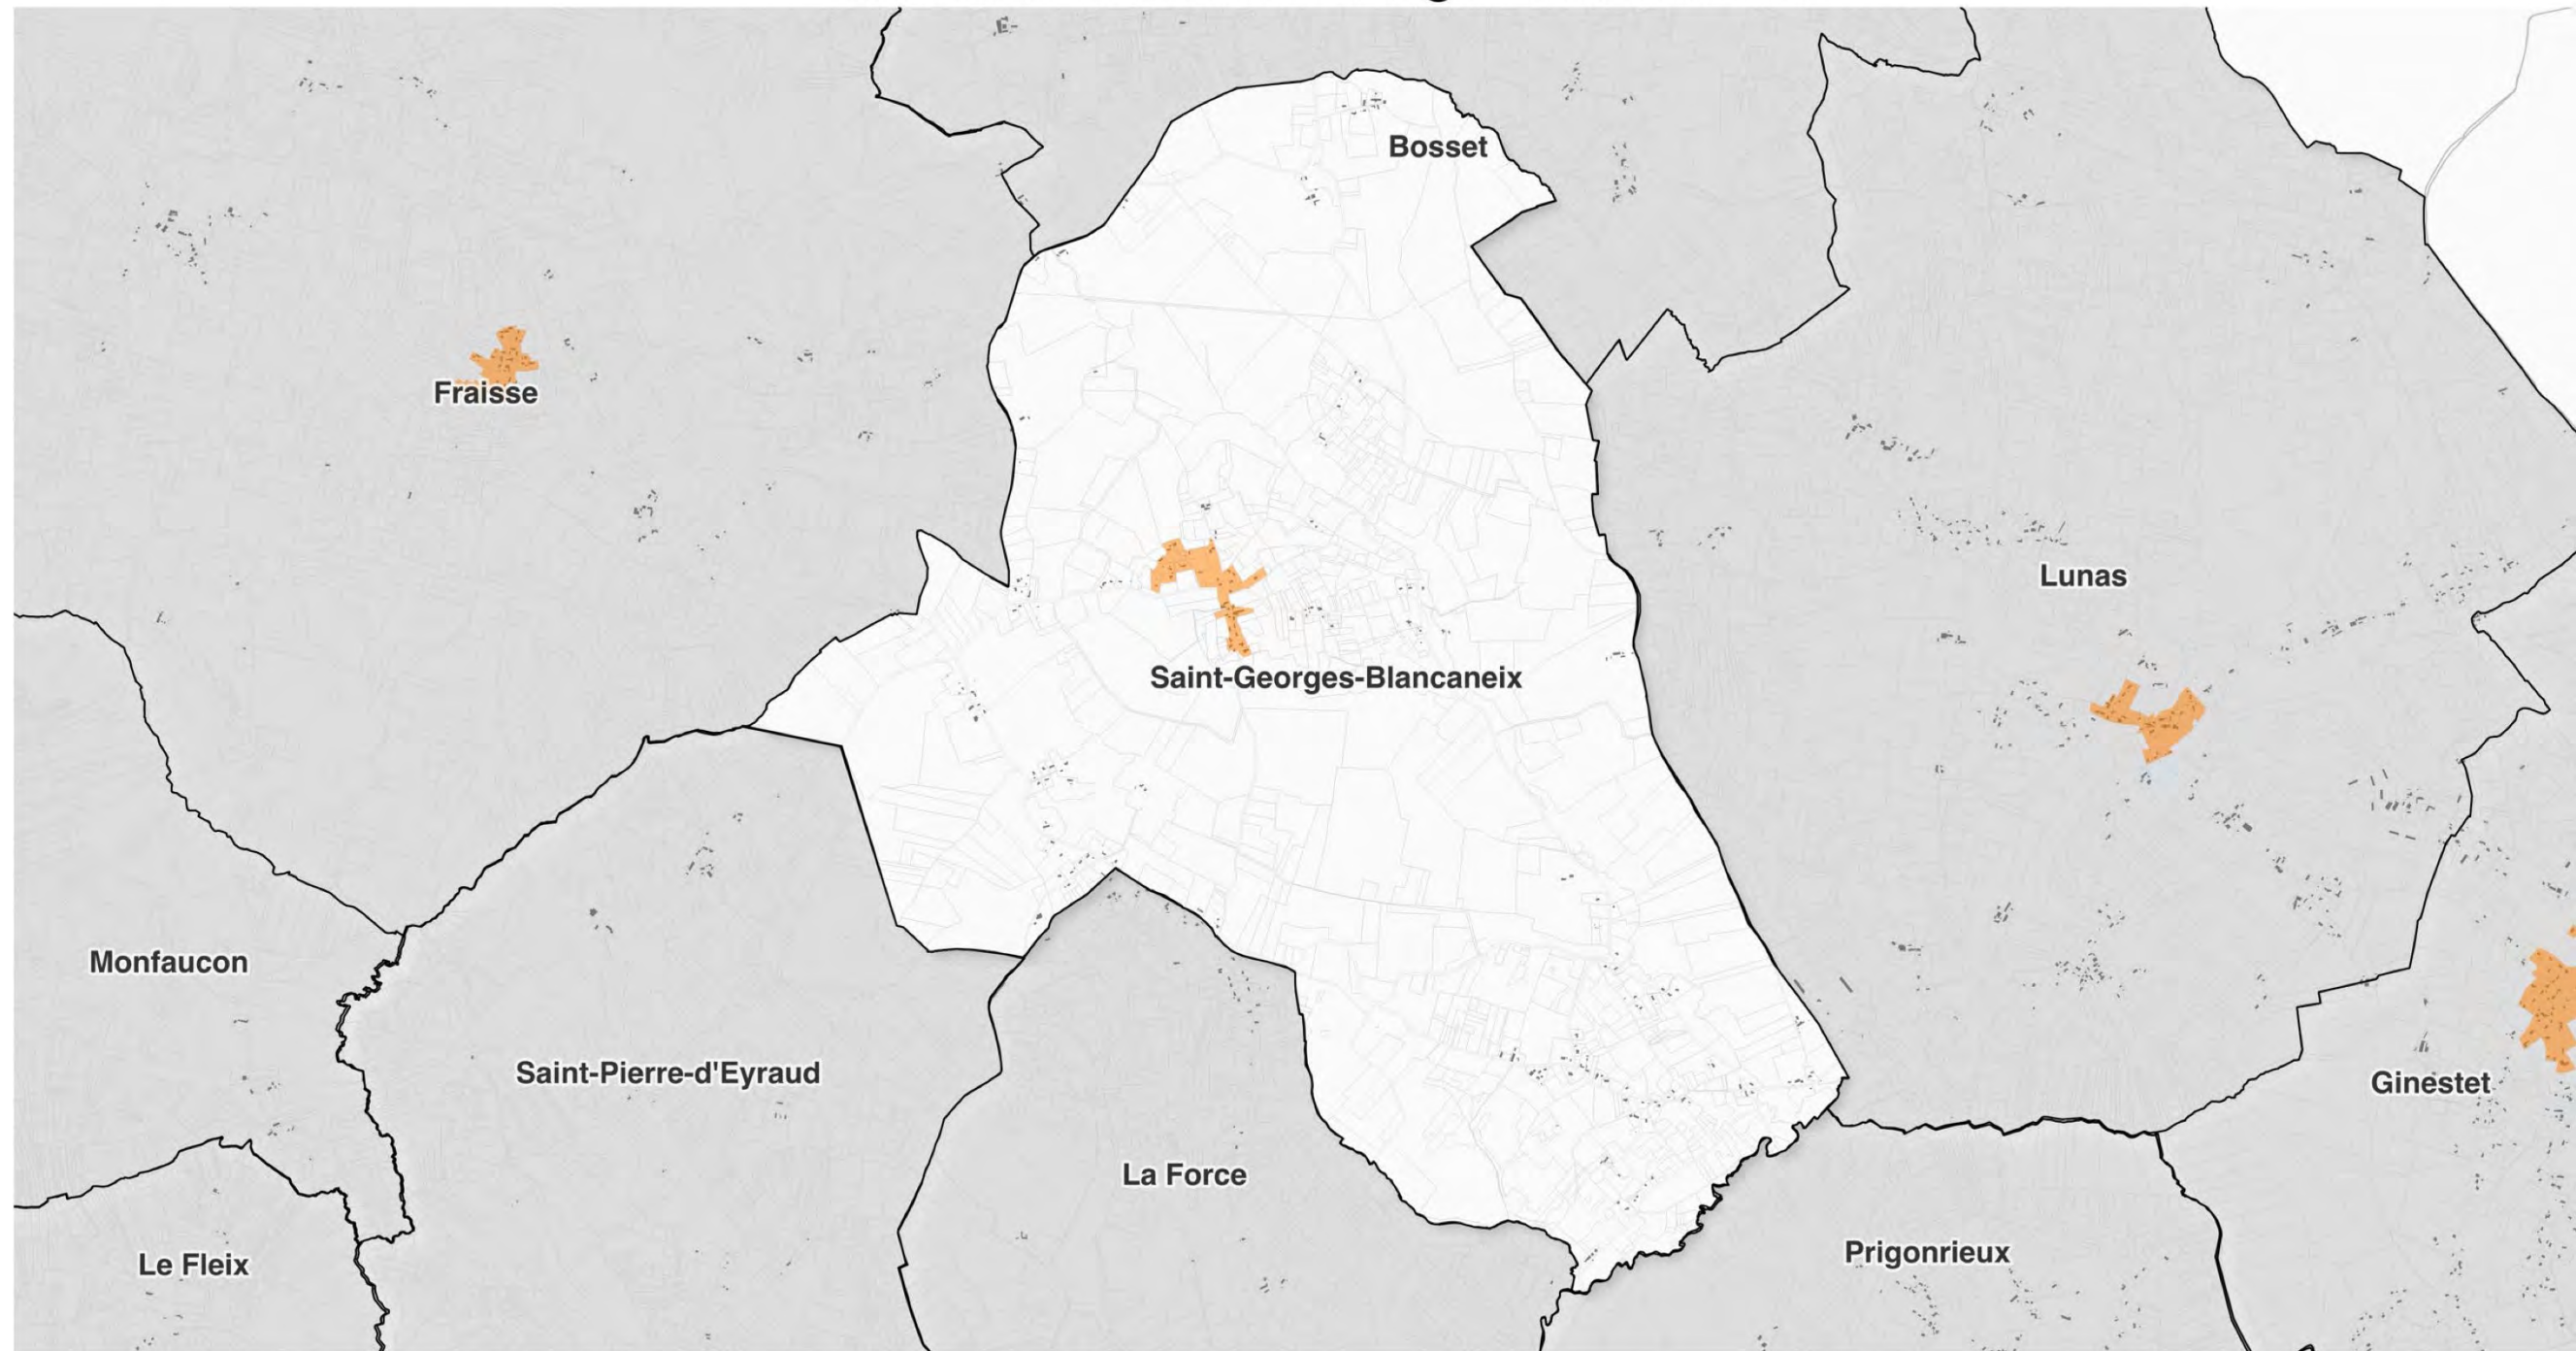 Bosset
Fraisse
Lunas
Saint-Georges-Blancaneix
Monfaucon
Saint-Pierre-d'Eyraud
Ginestet
La Force
Prigonrieux
Le Fleix